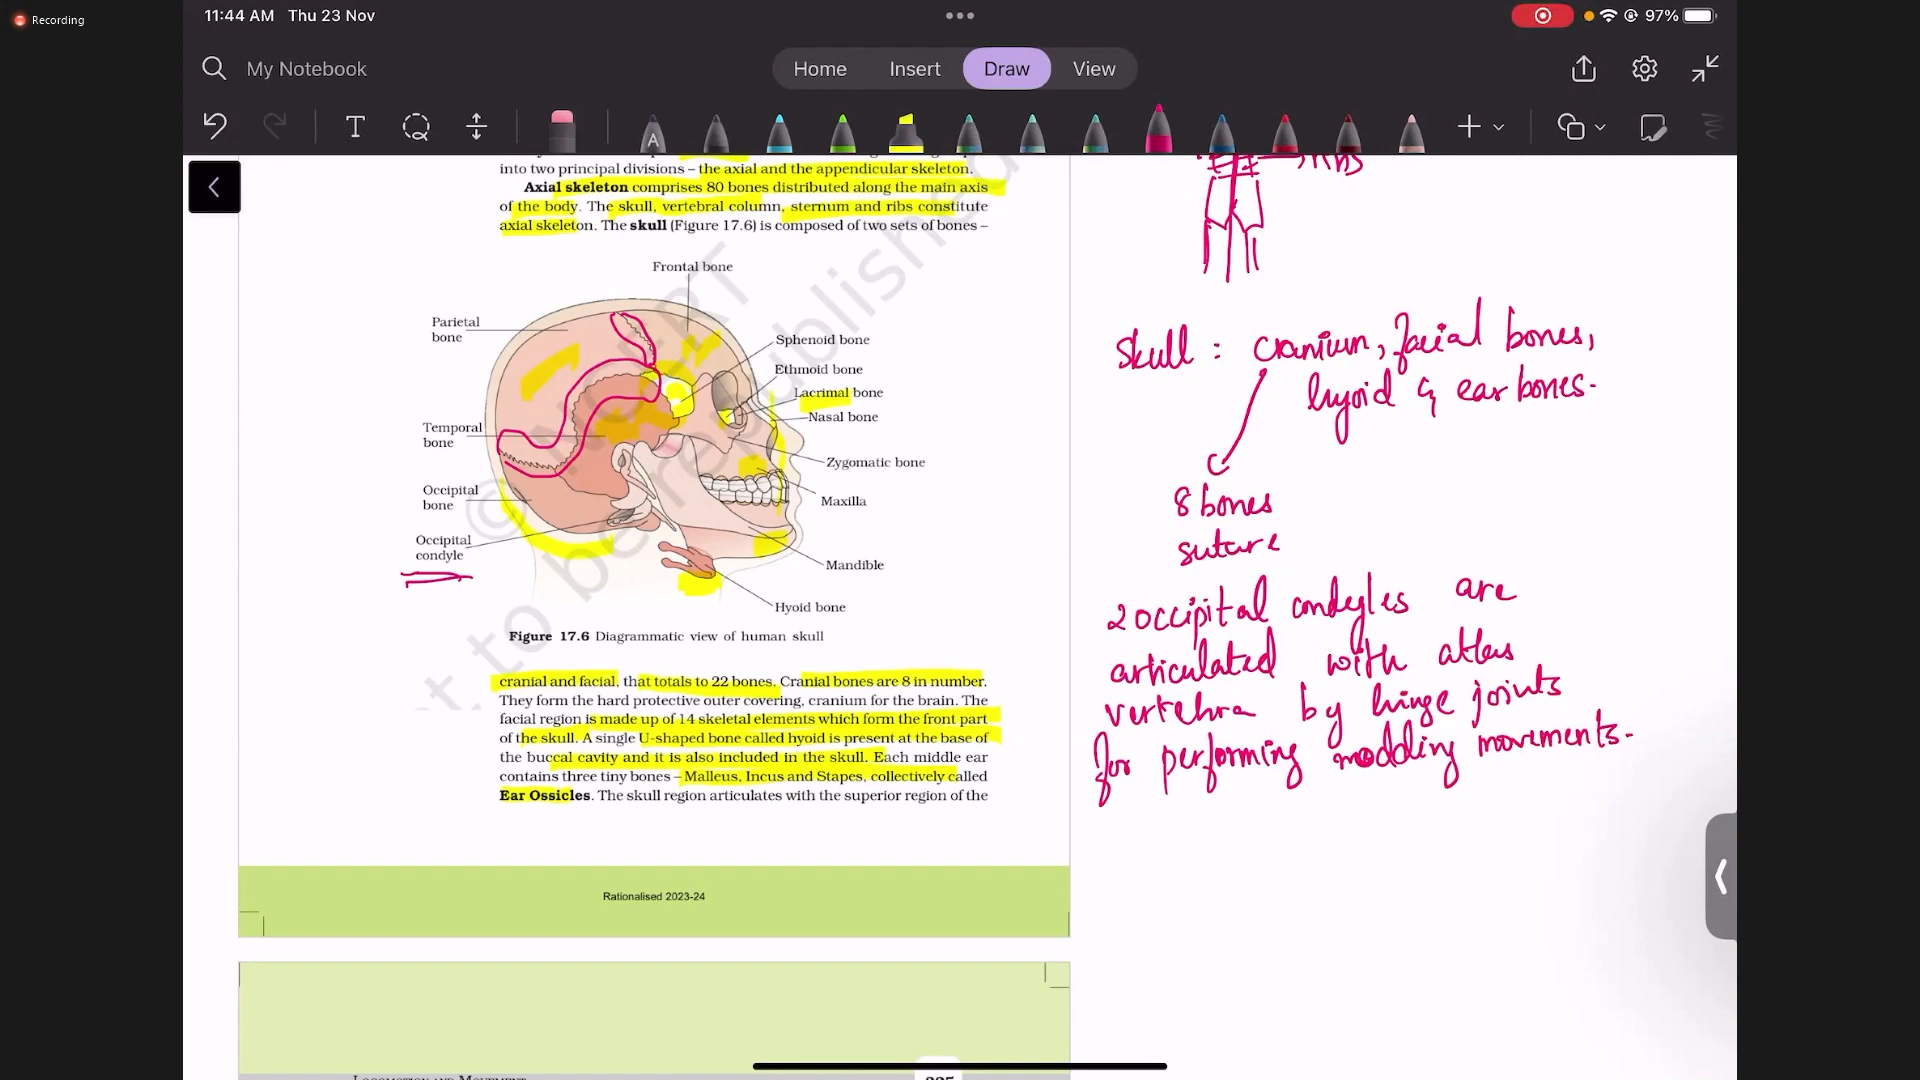 Recording
11:44 AM Thu 23 Nov
97%
My Notebook
Home Insert Draw View
T
A
into two principal divisions – the axial and the appendicular skeleton.
Axial skeleton comprises 80 bones distributed along the main axis
of the body. The skull, vertebral column, sternum and ribs constitute
axial skeleton. The skull (Figure 17.6) is composed of two sets of bones –
Frontal bone
Parietal
bone
Sphenoid bone
Ethmoid bone
Lacrimal bone
Nasal bone
Temporal
bone
Zygomatic bone
Occipital
bone
Maxilla
Occipital
condyle
Mandible
Hyoid bone
Figure 17.6 Diagrammatic view of human skull
cranial and facial, that totals to 22 bones. Cranial bones are 8 in number.
They form the hard protective outer covering, cranium for the brain. The
facial region is made up of 14 skeletal elements which form the front part
of the skull. A single U-shaped bone called hyoid is present at the base of
the buccal cavity and it is also included in the skull. Each middle ear
contains three tiny bones – Malleus, Incus and Stapes, collectively called
Ear Ossicles. The skull region articulates with the superior region of the
Rationalised 2023-24
© NCERT
not to be republished
Skull : cranium, facial bones,
hyoid & ear bones.
8 bones
suture
2 occipital condyles are
articulated with atlas
vertebra by hinge joints
for performing nodding movements.